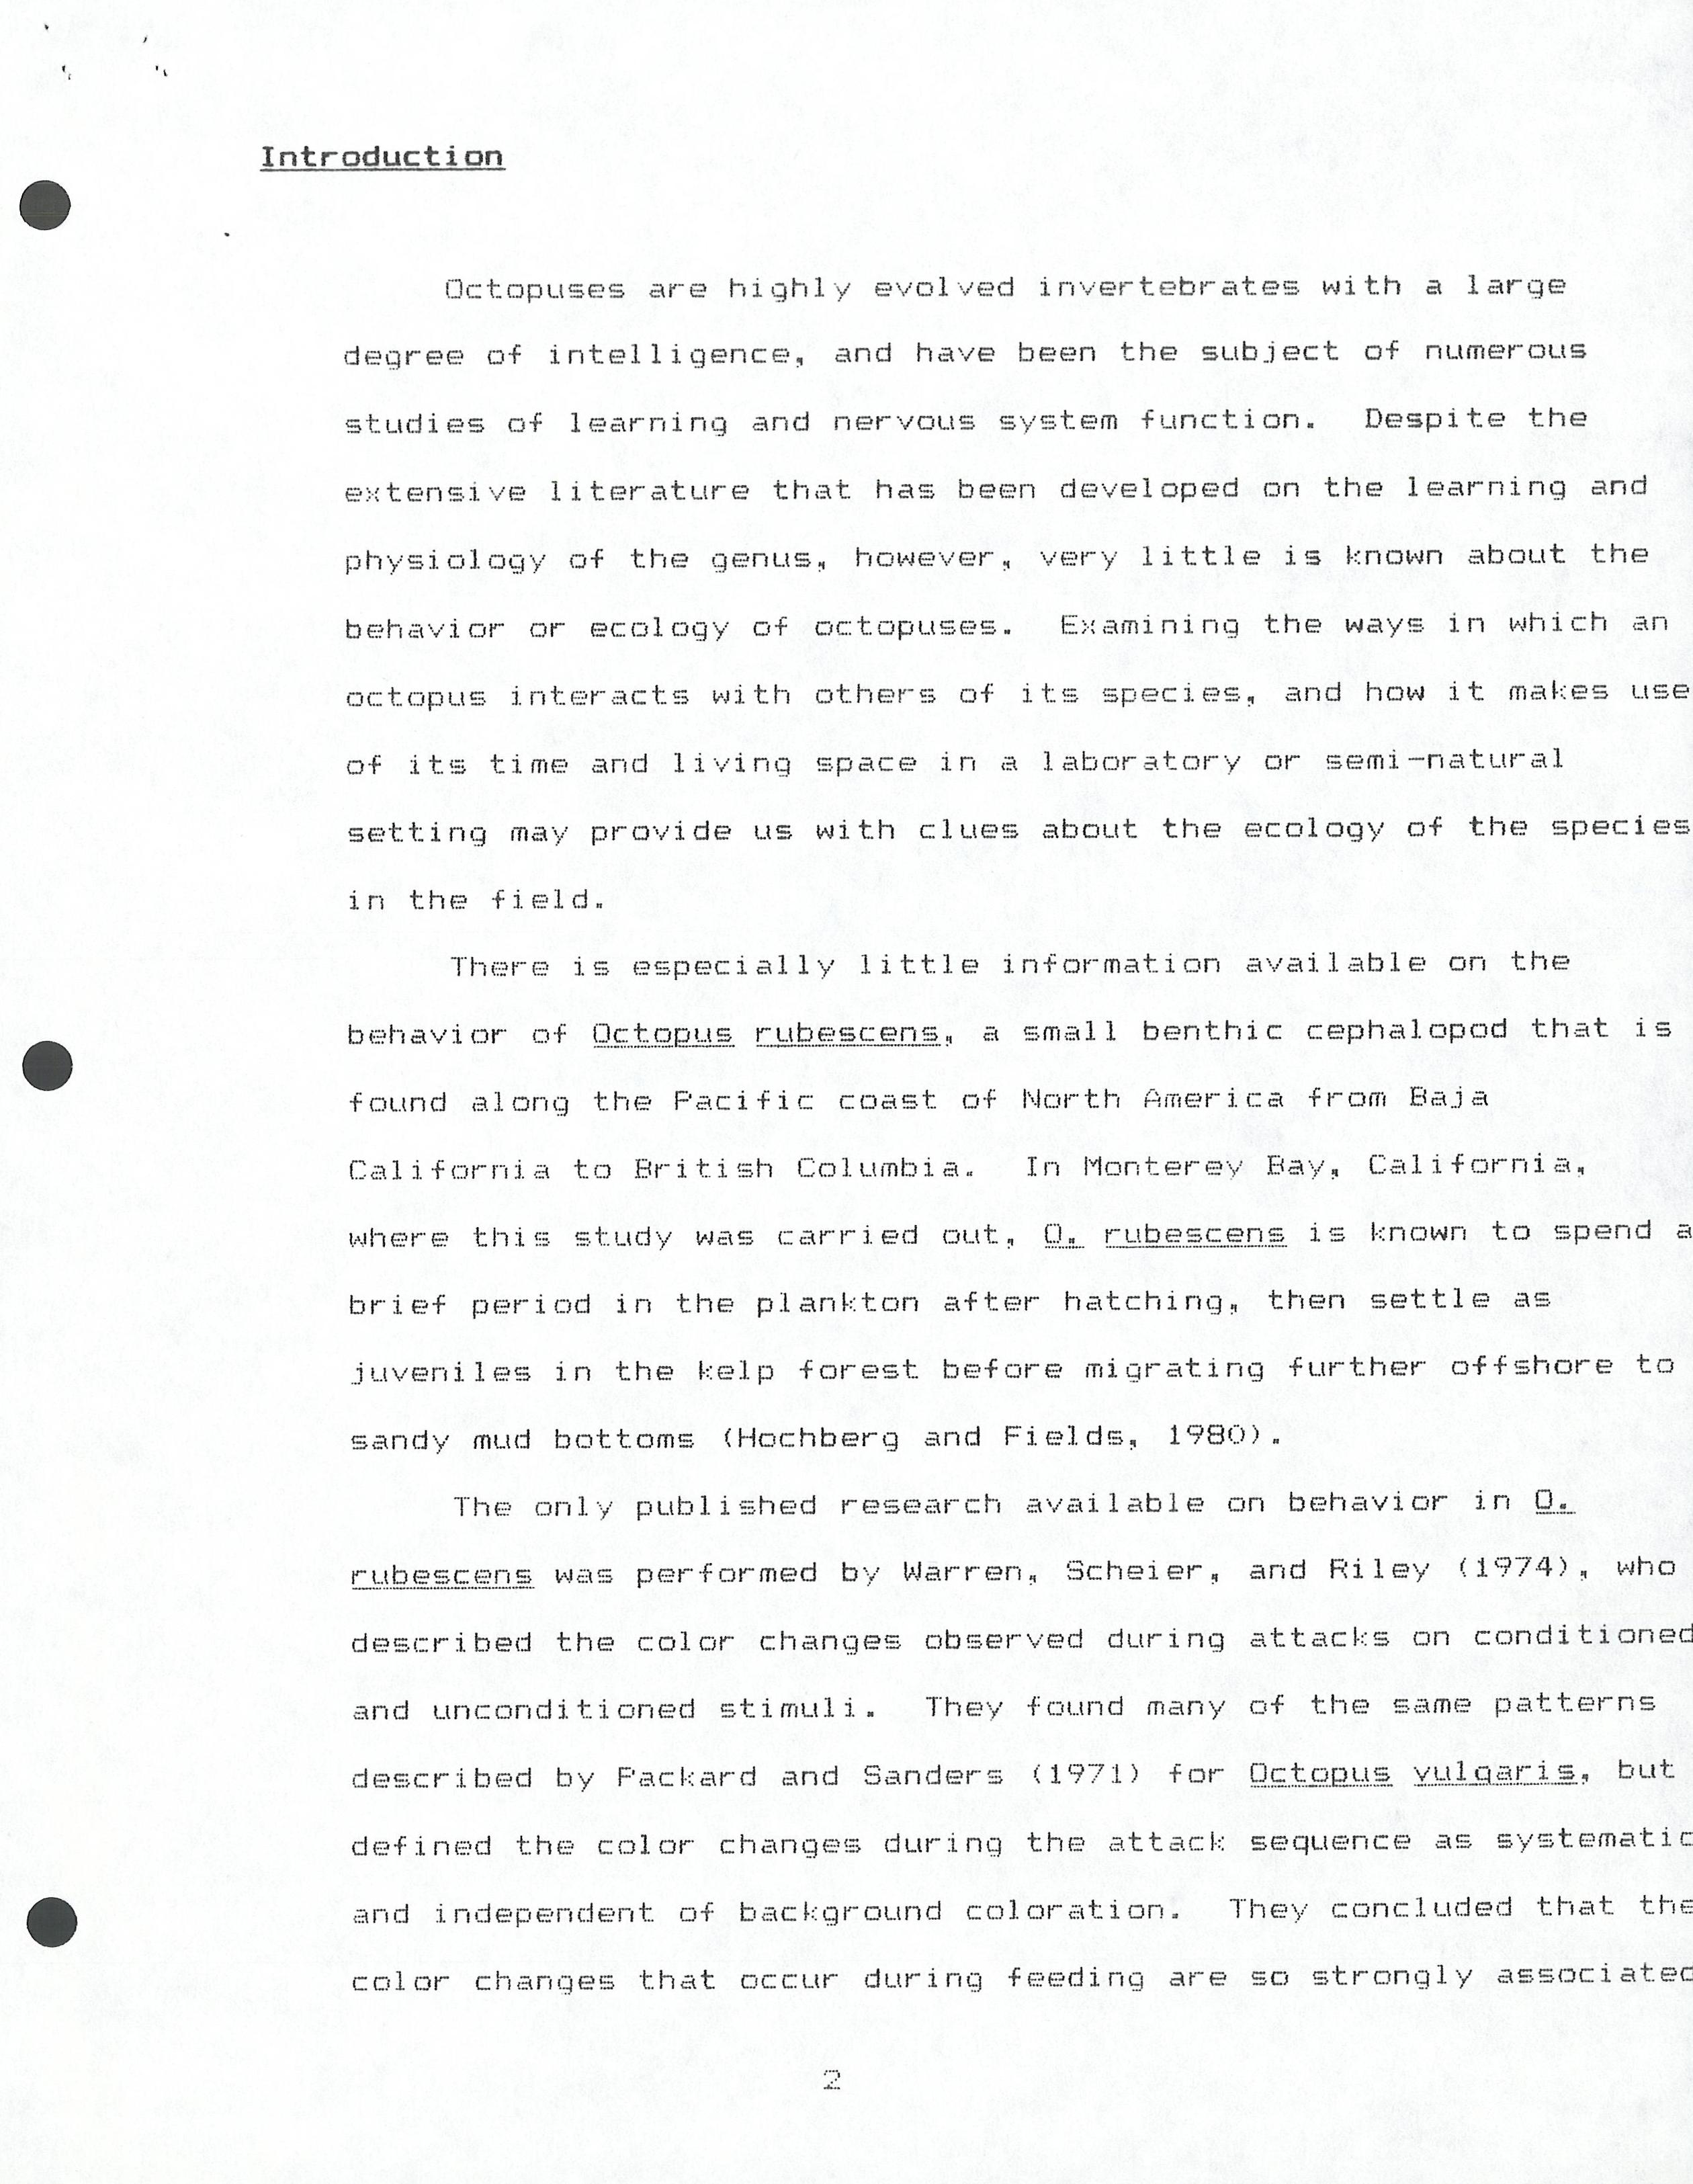 Introduction
Octopuses are highly evolved invertebrates with a large
degree of intelligence, and have been the subject of numerous
studies of learning and nervous system function.  Despite the
extensive literature that has been developed on the learning and
physiology of the genus, however, very little is known about the
behavior or ecology of octopuses.  Examining the ways in which an
octopus interacts with others of its species, and how it makes use
of its time and living space in a laboratory or semi-natural
setting may provide us with clues about the ecology of the species
in the field.
There is especially little information available on the
behavior of Octopus rubescens, a small benthic cephalopod that is
found along the Pacific coast of North America from Baja
California to British Columbia.  In Monterey Bay, California,
where this study was carried out, O. rubescens is known to spend a
brief period in the plankton after hatching, then settle as
juveniles in the kelp forest before migrating further offshore to
sandy mud bottoms (Hochberg and Fields, 1980).
The only published research available on behavior in O.
rubescens was performed by Warren, Scheier, and Riley (1974), who
described the color changes observed during attacks on conditioned
and unconditioned stimuli.  They found many of the same patterns
described by Packard and Sanders (1971) for Octopus vulgaris, but
defined the color changes during the attack sequence as systematic
and independent of background coloration.  They concluded that the
color changes that occur during feeding are so strongly associated
2